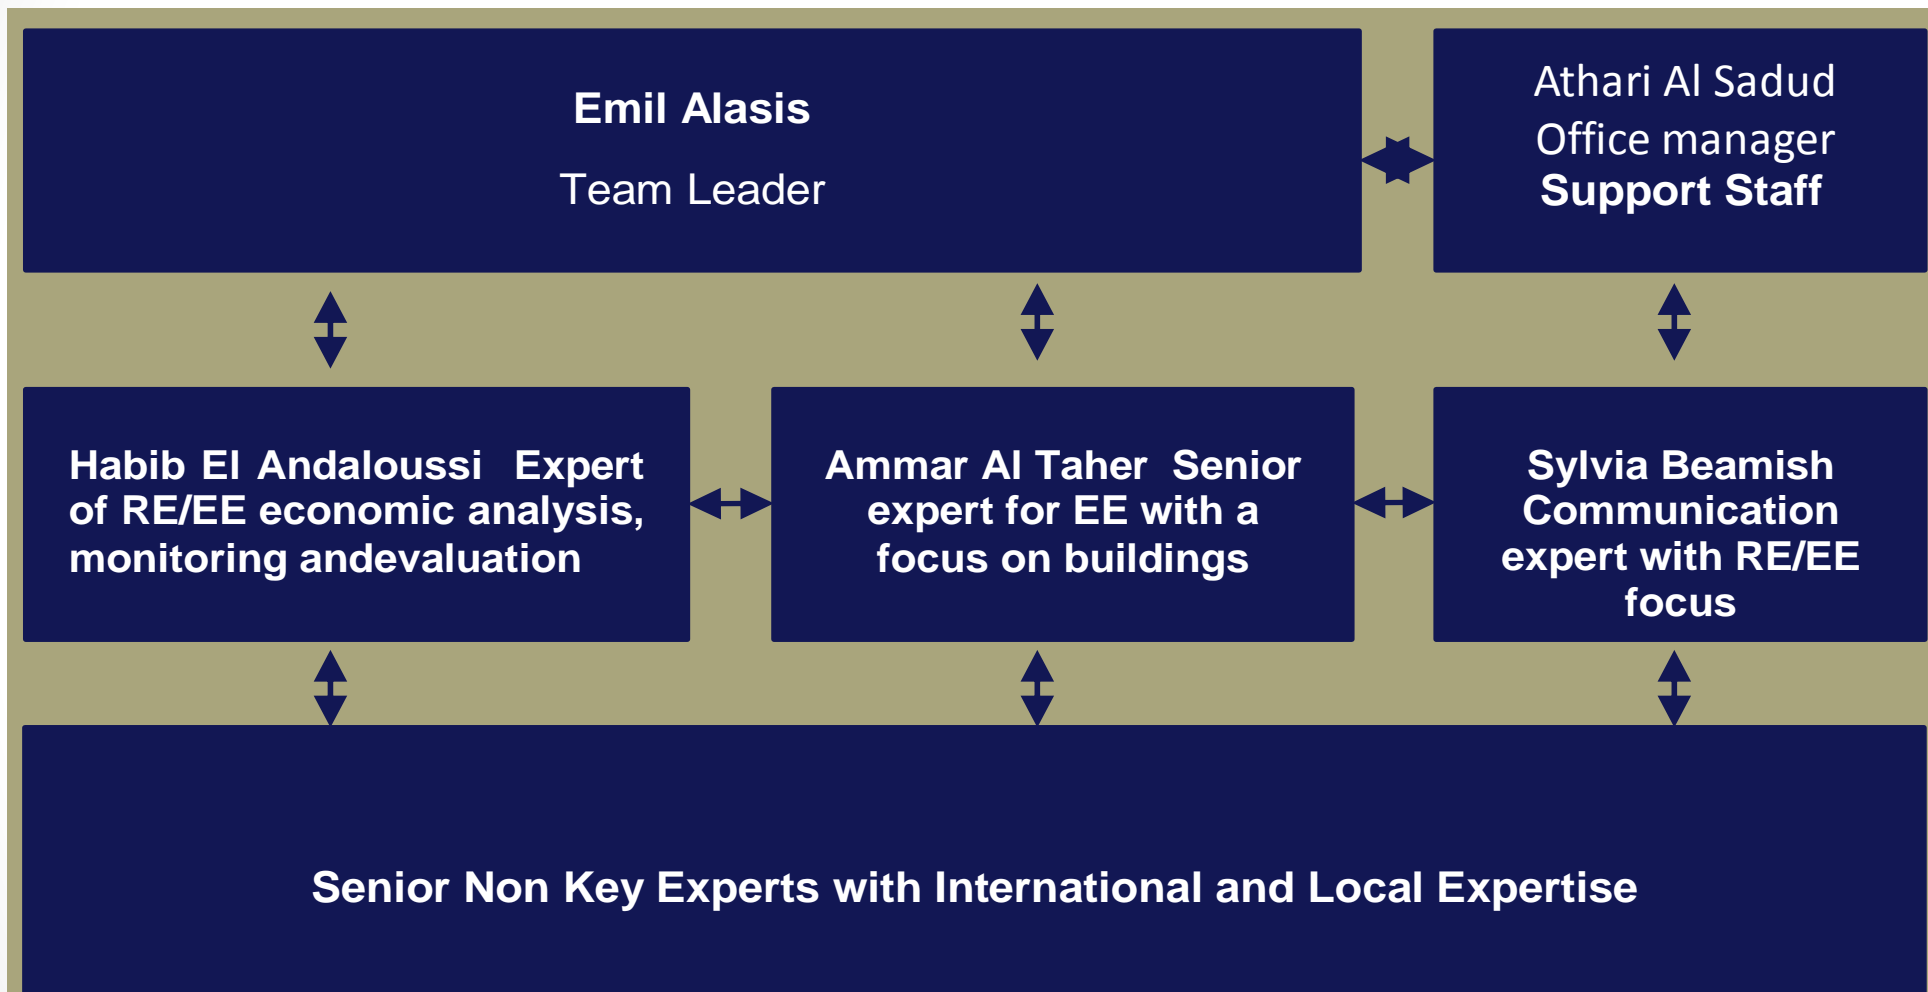 Emil Alasis
Team Leader
Athari Al Sadud
Office manager
Support Staff
Habib El Andaloussi Expert
of RE/EE economic analysis,
monitoring andevaluation
Ammar Al Taher Senior
expert for EE with a
focus on buildings
Sylvia Beamish
Communication
expert with RE/EE
focus
Senior Non Key Experts with International and Local Expertise